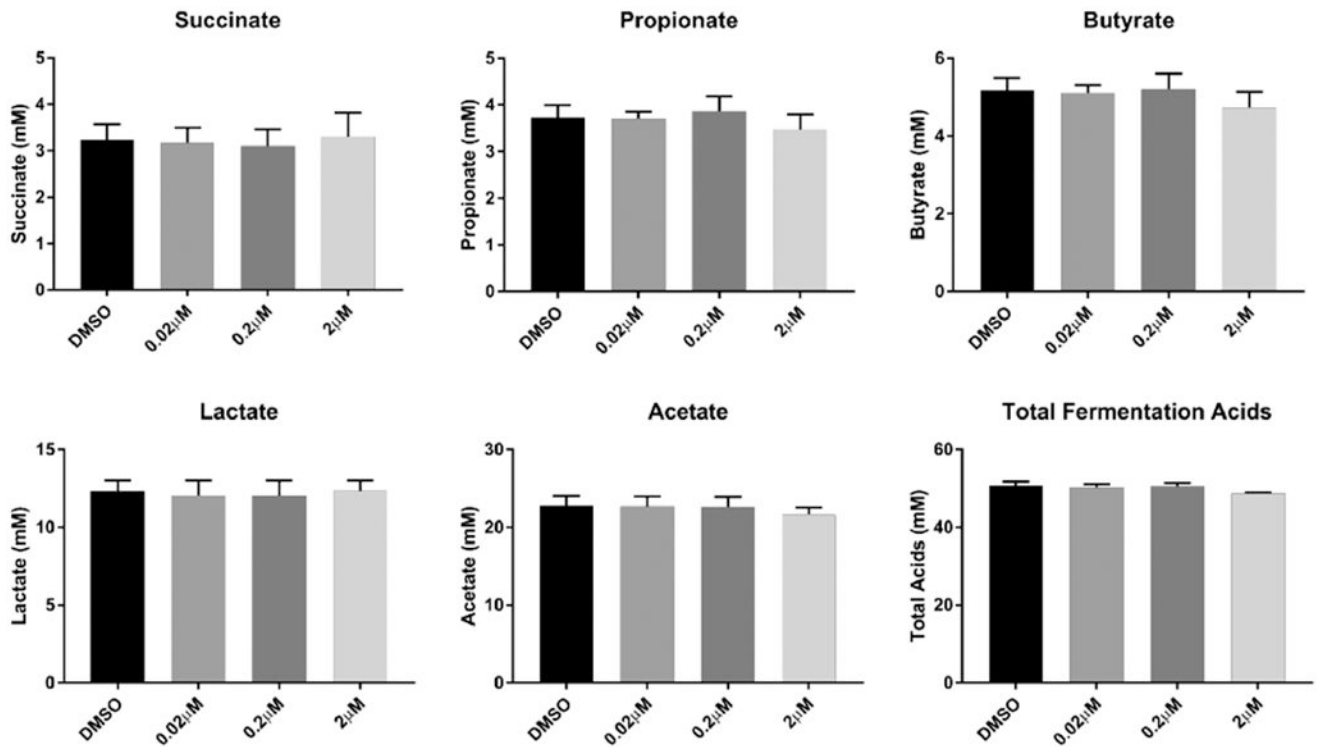 Succinate
Propionate
Butyrate
Succinate (mM)
5
4
3
2
1
0
DMSO
0.02µM
0.2µM
2µM
Propionate (mM)
5
4
3
2
1
0
DMSO
0.02µM
0.2µM
2µM
Butyrate (mM)
6
4
2
0
DMSO
0.02µM
0.2µM
2µM
Lactate
Acetate
Total Fermentation Acids
Lactate (mM)
15
10
5
0
DMSO
0.02µM
0.2µM
2µM
Acetate (mM)
30
20
10
0
DMSO
0.02µM
0.2µM
2µM
Total Acids (mM)
60
40
20
0
DMSO
0.02µM
0.2µM
2µM